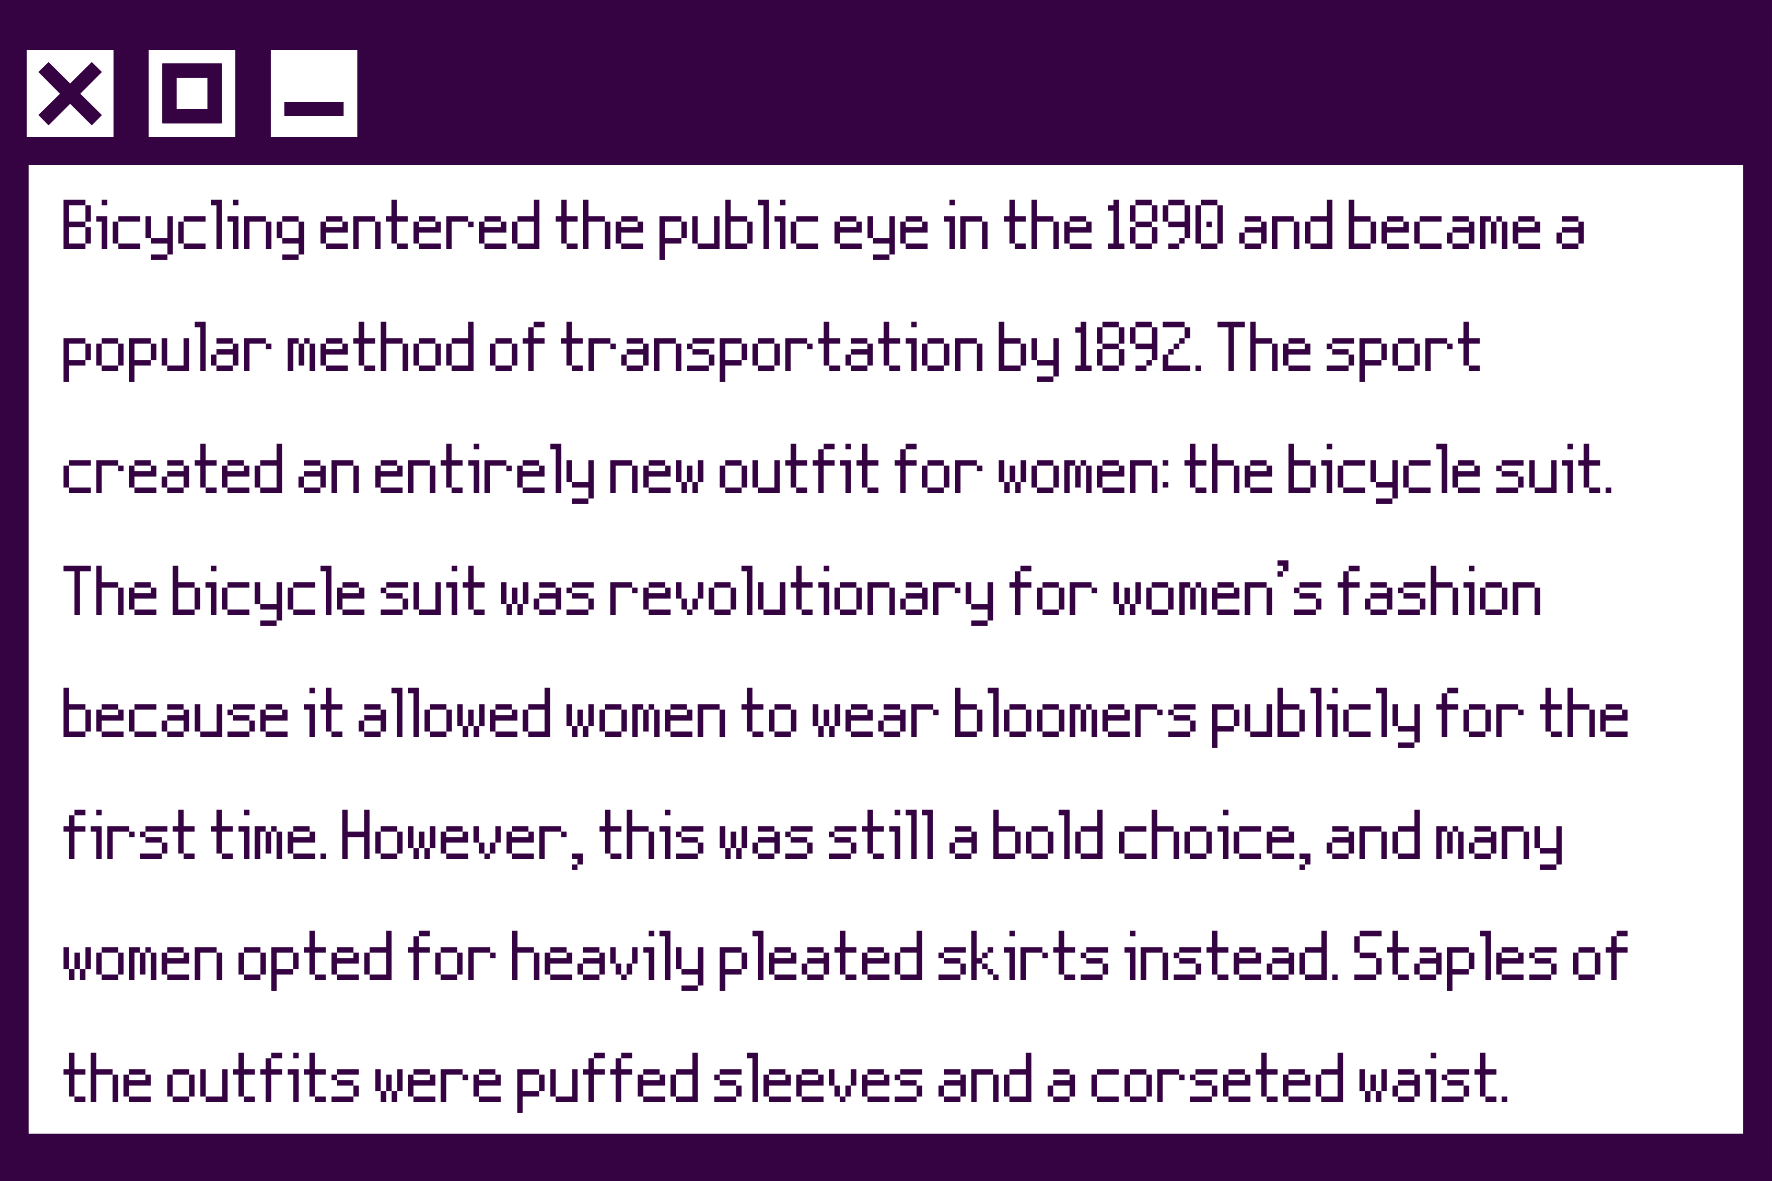 Bicycling entered the public eye in the 1890 and became a
popular method of transportation by 1892. The sport
created an entirely new outfit for women: the bicycle suit.
The bicycle suit was revolutionary for women's fashion
because it allowed women to wear bloomers publicly for the
first time. However, this was still a bold choice, and many
women opted for heavily pleated skirts instead. Staples of
the outfits were puffed sleeves and a corseted waist.